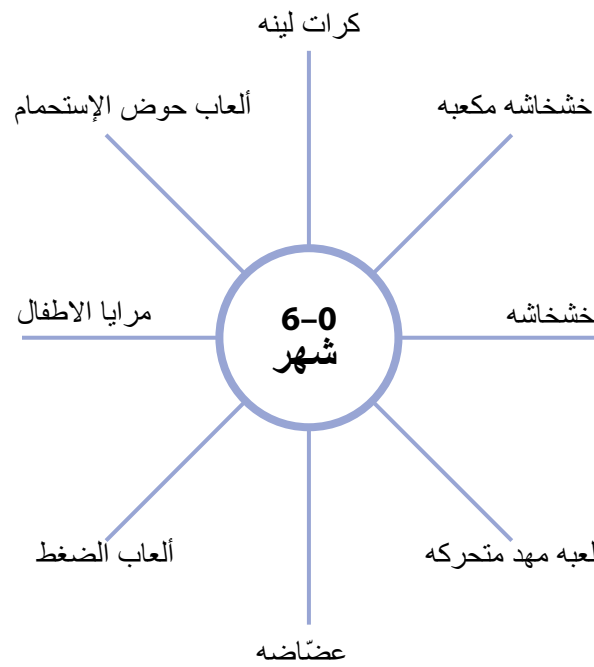 كرات لينه
خشخاشه مكعبه
ألعاب حوض الإستحمام
خشخاشه
6–0
شهر
مرايا الاطفال
لعبه مهد متحركه
ألعاب الضغط
عضّاضه